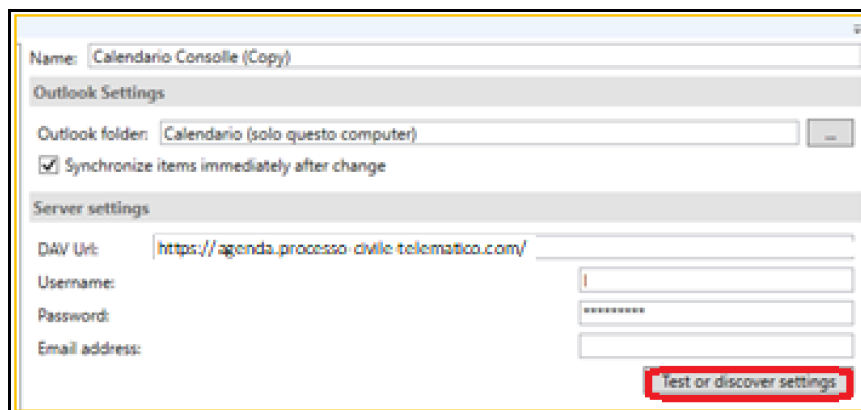 Name: Calendario Consolle (Copy)
Outlook Settings
Outlook folder: Calendario (solo questo computer) ...
Synchronize items immediately after change
Server settings
DAV Url: https://agenda.processo-civile-telematico.com/
Username:
Password: *********
Email address:
Test or discover settings